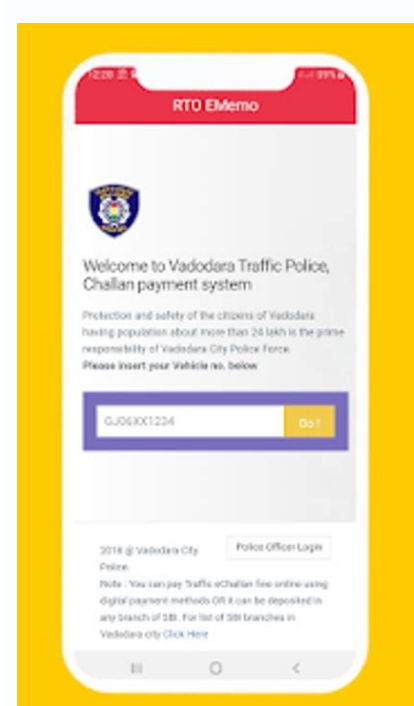 12:28
RTO EMemo
Welcome to Vadodara Traffic Police,
Challan payment system
Protection and safety of the citizens of Vadodara
having population about more than 24 lakh is the prime
responsibility of Vadodara City Police Force.
Please insert your Vehicle no. below
GJ06XX1234
Go !
2018 @ Vadodara City
Police.
Police Officer Login
Note : You can pay Traffic eChallan fine online using
digital payment methods OR it can be deposited in
any branch of SBI. For list of SBI branches in
Vadodara city Click Here